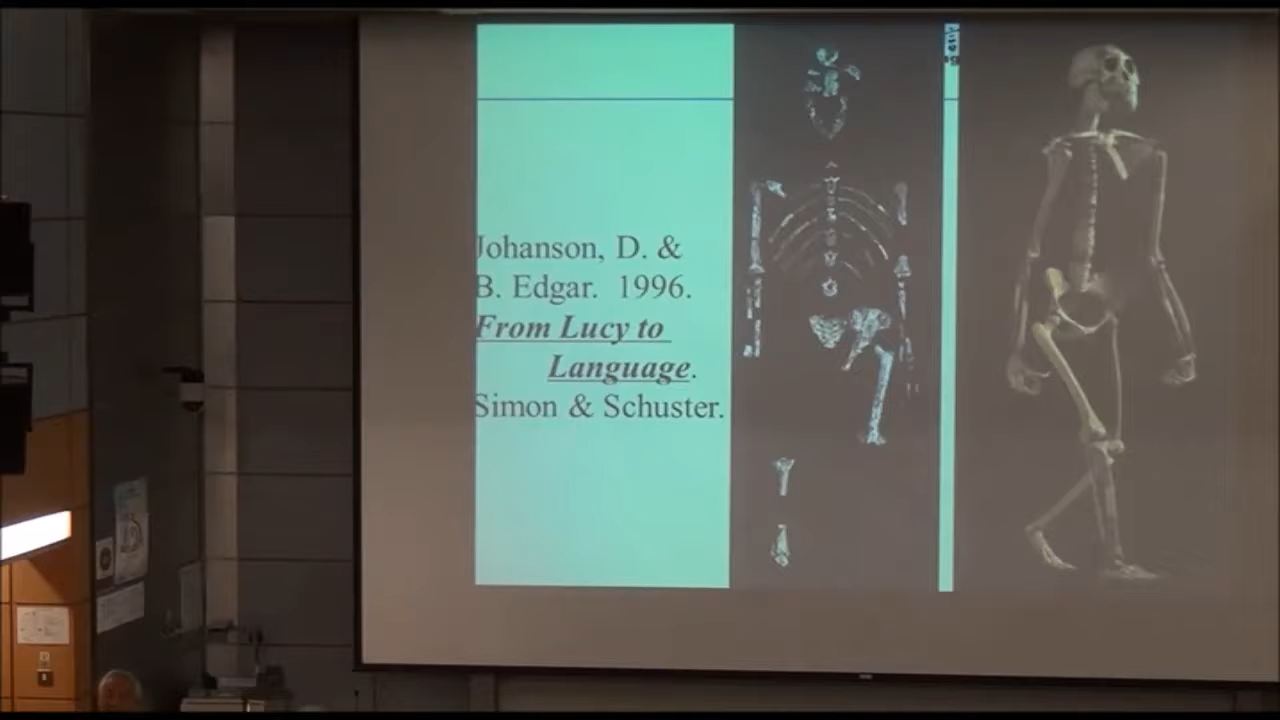 Johanson, D. &
B. Edgar. 1996.
From Lucy to
Language.
Simon & Schuster.